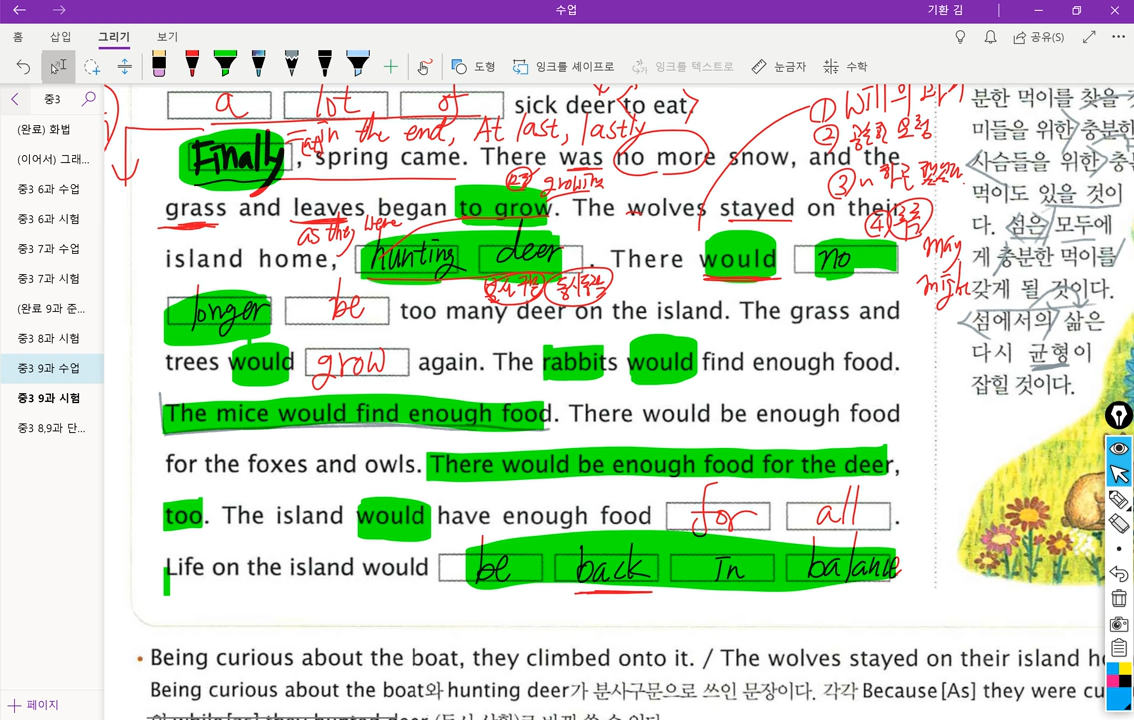 수업
기환 김
홈 삽입 그리기 보기
공유(S)
도형 잉크를 셰이프로 잉크를 텍스트로 눈금자 수학
중3
(완료) 화법
(이어서) 그래...
중3 6과 수업
중3 6과 시험
중3 7과 수업
중3 7과 시험
(완료 9과 준...
중3 8과 시험
중3 9과 수업
중3 9과 시험
중3 8,9과 단...
페이지
a lot of sick deer <to eat>
in the end, At last, lastly
Finally, spring came. There was no more snow, and the
growing
grass and leaves began to grow. The wolves stayed on their
as they were
island home, hunting deer. There would no
분사구문 동사중심
longer be too many deer on the island. The grass and
trees would grow again. The rabbits would find enough food.
The mice would find enough food. There would be enough food
for the foxes and owls. There would be enough food for the deer,
too. The island would have enough food for all.
Life on the island would be back in balance
① will의 과거
② 공손한 요청
③
④
may
might
분한 먹이를 찾을 것
미들을 위한 충분한
사슴들을 위한 충
먹이도 있을 것이
다. 섬은 모두에
게 충분한 먹이를
갖게 될 것이다.
섬에서의 삶은
다시 균형이
잡힐 것이다.
• Being curious about the boat, they climbed onto it. / The wolves stayed on their island h
Being curious about the boat와 hunting deer가 분사구문으로 쓰인 문장이다. 각각 Because[As] they were cu